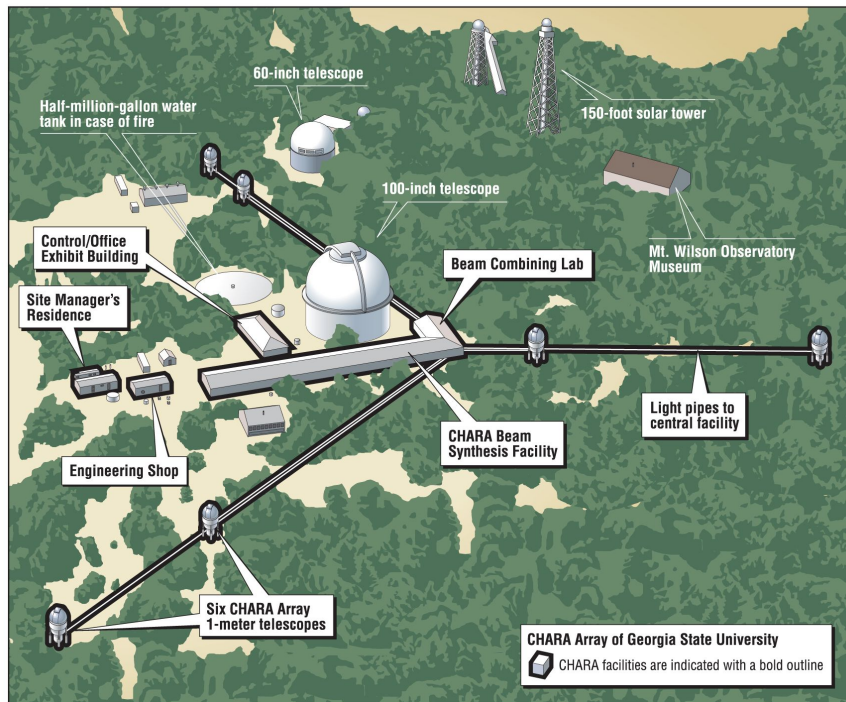 60-inch telescope
Half-million-gallon water
tank in case of fire
150-foot solar tower
100-inch telescope
Control/Office
Exhibit Building
Beam Combining Lab
Mt. Wilson Observatory
Museum
Site Manager's
Residence
Light pipes to
central facility
CHARA Beam
Synthesis Facility
Engineering Shop
Six CHARA Array
1-meter telescopes
CHARA Array of Georgia State University
CHARA facilities are indicated with a bold outline